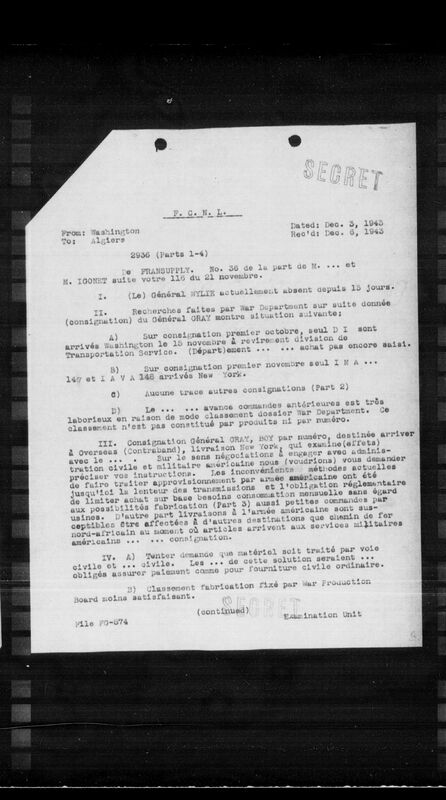 SECRET
F. C. N. L.
From: Washington
To: Algiers
Dated: Dec. 3, 1943
Rec'd: Dec. 6, 1943
2936 (Parts 1-4)
De FRANSUPPLY. No. 36 de la part de M. ... et
M. IGONET suite votre 116 du 21 novembre.
I. (Le) Général WYLIE actuellement absent depuis 15 jours.
II. Recherches faites par War Department sur suite donnée
(consignation) du Général GRAY montre situation suivante;
A) Sur consignation premier octobre, seul D I sont
arrivés Washington le 15 novembre à revirement division de
Transportation Service. (Départ)ement ... ... achat pas encore saisi.
B) Sur consignation premier novembre seul I M A ...
147 et I A V A 148 arrivés New York.
C) Aucune trace autres consignations (Part 2)
D) Le ... ... avance commandes antérieures est très
laborieux en raison de mode classement dossier War Department. Ce
classement n'est pas constitué par produits ni par numéro.
III. Consignation Général GRAY, BOY par numéro, destinée arriver
à Overseas (Contraband), livraison New York, qui examine(effets)
avec le ... . Sur le sens négociations à engager avec adminis-
tration civile et militaire américaine nous (voudrions) vous demander
préciser vos instructions. Les inconvénients méthodes actuelles
de faire traiter approvisionnement par armée américaine ont été
jusqu'ici la lenteur des transmissions et l'obligation réglementaire
de limiter achat sur base besoins consommation mensuelle sans égard
aux possibilités fabrication (Part 3) aussi petites commandes par
usines. D'autre part livraisons à l'armée américaine sont sus-
ceptibles être affectées à d'autres destinations que chemin de fer
nord-africain au moment où articles arrivent aux services militaires
américains ... ... consignation.
IV. A) Tenter demande que matériel soit traité par voie
civile et ... civile. Les ... de cette solution seraient ...
obligés assurer paiement comme pour fourniture civile ordinaire.
B) Classement fabrication fixé par War Production
Board moins satisfaisant.
(continued)
SECRET
File FO-574
Examination Unit